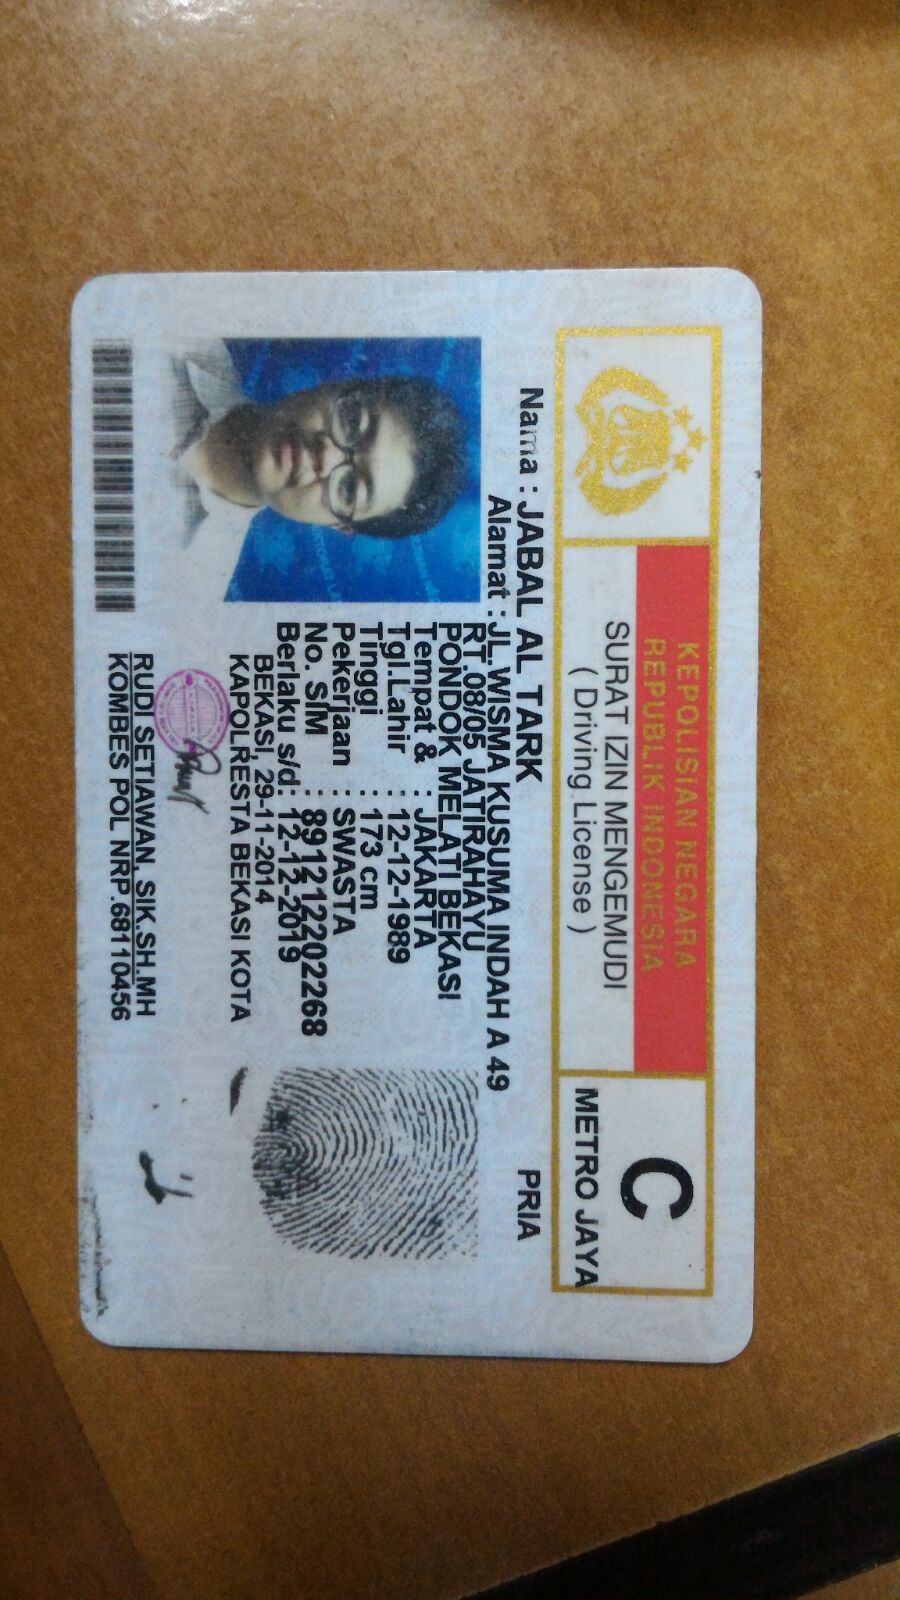 KEPOLISIAN NEGARA
REPUBLIK INDONESIA
SURAT IZIN MENGEMUDI
( Driving License )
C
METRO JAYA
Nama : JABAL AL TARK
PRIA
Alamat : JL WISMA KUSUMA INDAH A 49
RT.08/05 JATIRAHAYU
PONDOK MELATI BEKASI
Tempat & : JAKARTA
Tgl.Lahir : 12-12-1989
Tinggi : 173 cm
Pekerjaan : SWASTA
No. SIM : 891212202268
Berlaku s/d: 12-12-2019
BEKASI, 29-11-2014
KAPOLRESTA BEKASI KOTA
RUDI SETIAWAN, SIK.SH.MH
KOMBES POL NRP.68110456